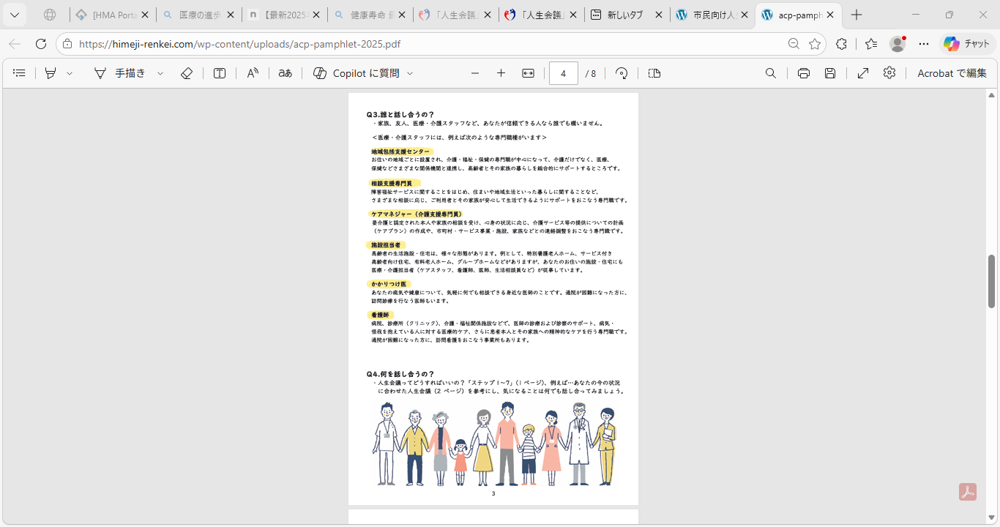 [HMA Porta
医療の進歩
【最新2025
健康寿命 最
「人生会議」
「人生会議」
新しいタブ
市民向け人
acp-pamph
https://himeji-renkei.com/wp-content/uploads/acp-pamphlet-2025.pdf
チャット
手描き
aあ
Copilot に質問
4
/ 8
Acrobat で編集
Q3.誰と話し合うの？
・家族、友人、医療・介護スタッフなど、あなたが信頼できる人なら誰でも構いません。
＜医療・介護スタッフには、例えば次のような専門職種がいます＞
地域包括支援センター
お住いの地域ごとに設置され、介護・福祉・保健の専門職が中心になって、介護だけでなく、医療、
保健などさまざまな関係機関と連携し、高齢者とその家族の暮らしを総合的にサポートするところです。
相談支援専門員
障害福祉サービスに関することをはじめ、住まいや地域生活といった暮らしに関することなど、
さまざまな相談に応じ、ご利用者とその家族が安心して生活できるようにサポートをおこなう専門職です。
ケアマネジャー（介護支援専門員）
要介護と認定された本人や家族の相談を受け、心身の状況に応じ、介護サービス等の提供についての計画
（ケアプラン）の作成や、市町村・サービス事業・施設、家族などとの連絡調整をおこなう専門職です。
施設担当者
高齢者の生活施設・住宅は、様々な形態があります。例として、特別養護老人ホーム、サービス付き
高齢者向け住宅、有料老人ホーム、グループホームなどがありますが、あなたのお住いの施設・住宅にも
医療・介護担当者（ケアスタッフ、看護師、医師、生活相談員など）が従事しています。
かかりつけ医
あなたの病気や健康について、気軽に何でも相談できる身近な医師のことです。通院が困難になった方に、
訪問診療を行なう医師もいます。
看護師
病院、診療所（クリニック）、介護・福祉関係施設などで、医師の診療および診察のサポート、病気・
怪我を抱えている人に対する医療的ケア、さらに患者本人とその家族への精神的なケアを行う専門職です。
通院が困難になった方に、訪問看護をおこなう事業所もあります。
Q4.何を話し合うの？
・人生会議ってどうすればいいの？「ステップ1～7」（1 ページ）、例えば…あなたの今の状況
に合わせた人生会議（2 ページ）を参考にし、気になることは何でも話し合ってみましょう。
3